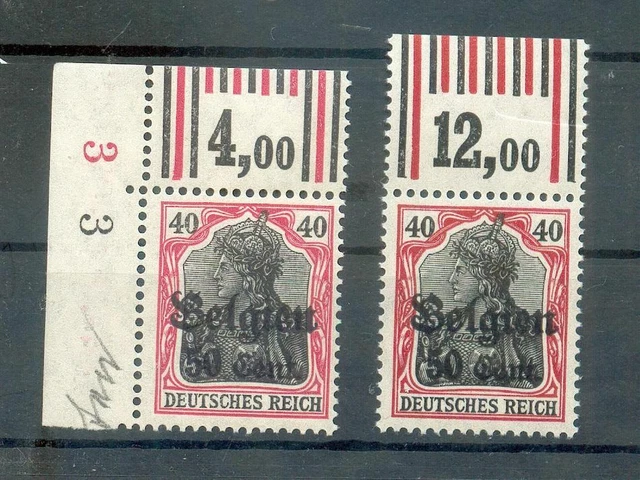 4,00
3
3
40 40
Belgien
50 Cent.
DEUTSCHES REICH
12,00
40 40
Belgien
50 Cent.
DEUTSCHES REICH